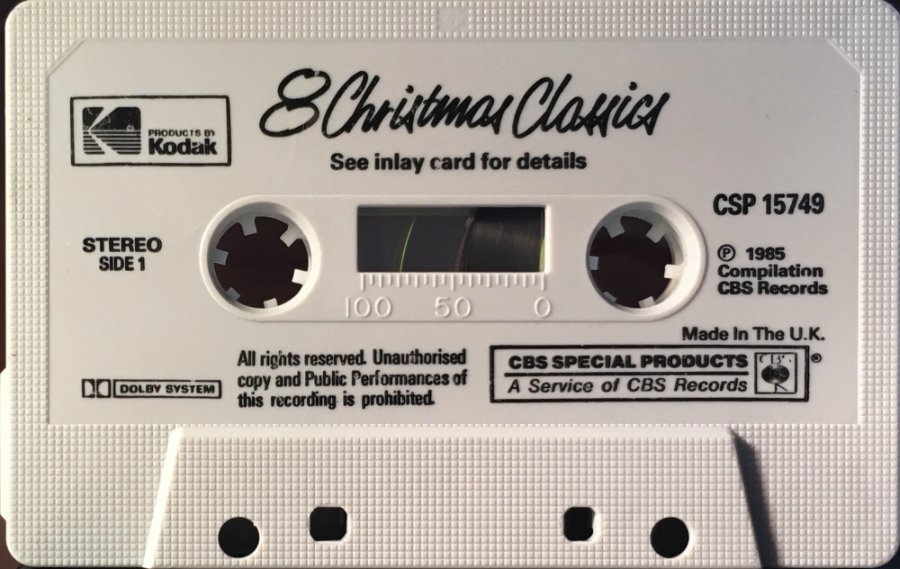 8 Christmas Classics
See inlay card for details
PRODUCTS BY
Kodak
STEREO
SIDE 1
CSP 15749
℗ 1985
Compilation
CBS Records
100 50 0
Made In The U.K.
DOLBY SYSTEM
All rights reserved. Unauthorised
copy and Public Performances of
this recording is prohibited.
CBS SPECIAL PRODUCTS
A Service of CBS Records
CBS
®